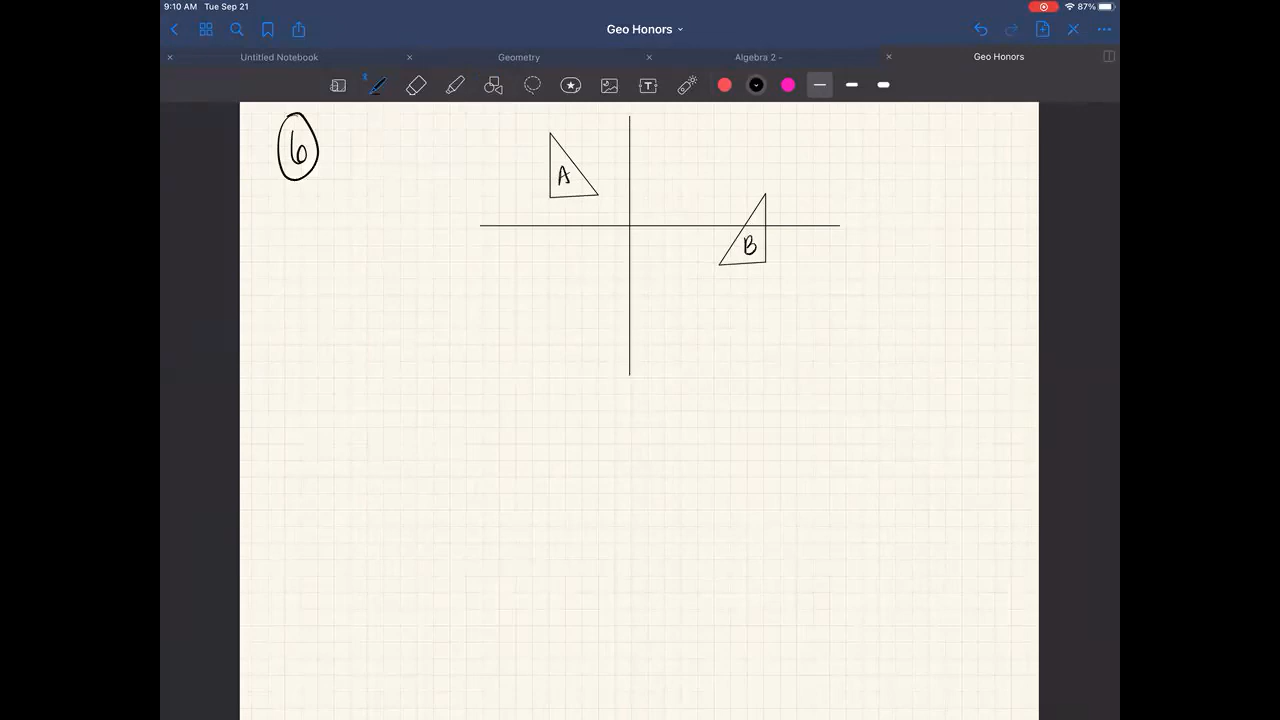 9:10 AM Tue Sep 21
87%
Geo Honors
Untitled Notebook
Geometry
Algebra 2 -
Geo Honors
6
A
B